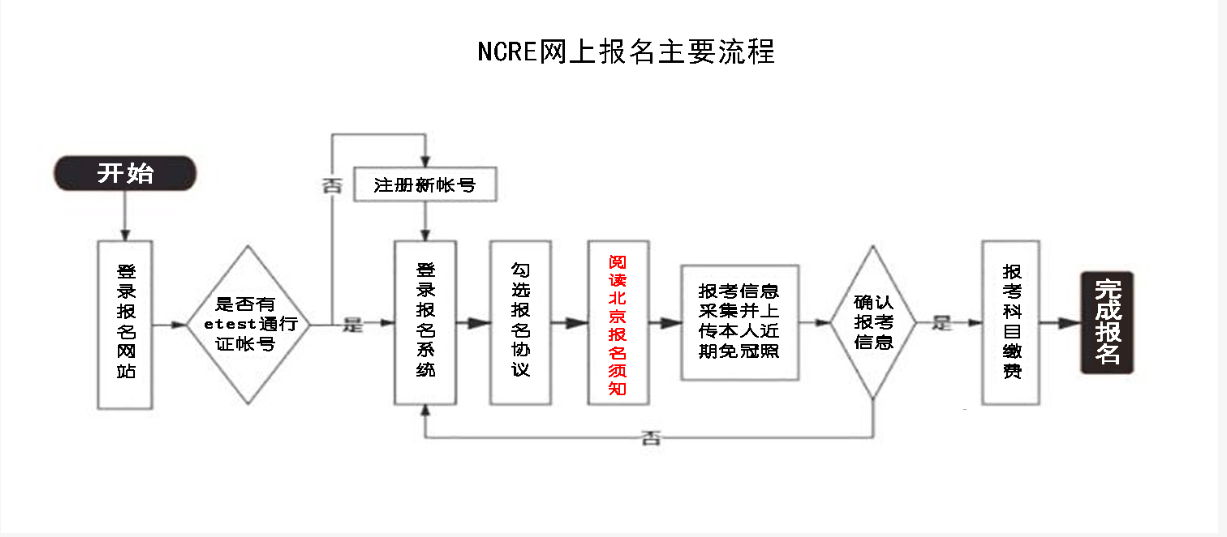 NCRE网上报名主要流程
开始
登录报名网站
是否有
etest通行
证帐号
否
注册新帐号
是
登录报名系统
勾选报名协议
阅读北京报名须知
报考信息
采集并上
传本人近
期免冠照
确认
报考
信息
否
是
报考科目缴费
完成报名